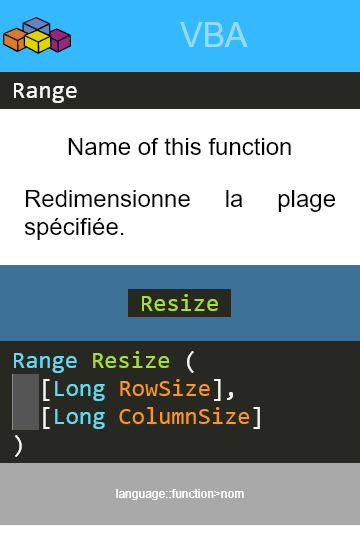 VBA
Range
Name of this function
Redimensionne la plage
spécifiée.
Resize
Range Resize (
[Long RowSize],
[Long ColumnSize]
)
language::function>nom